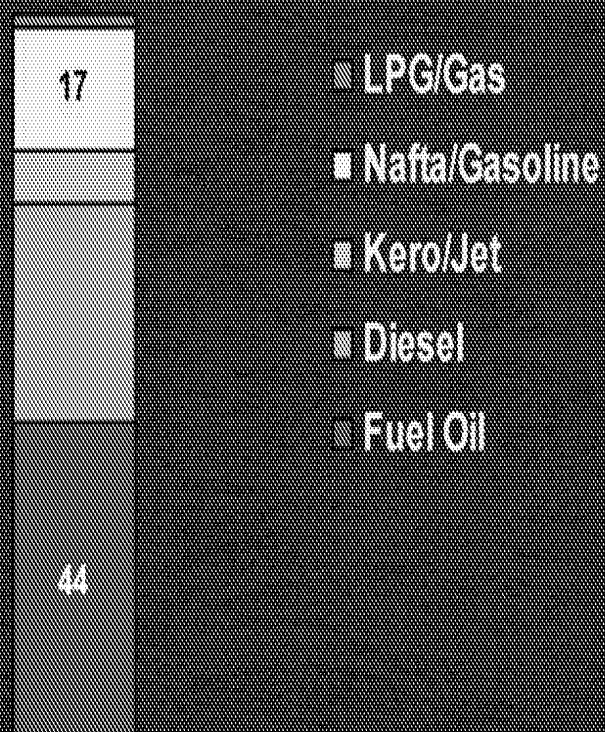 17
LPG/Gas
Nafta/Gasoline
Kero/Jet
Diesel
Fuel Oil
44